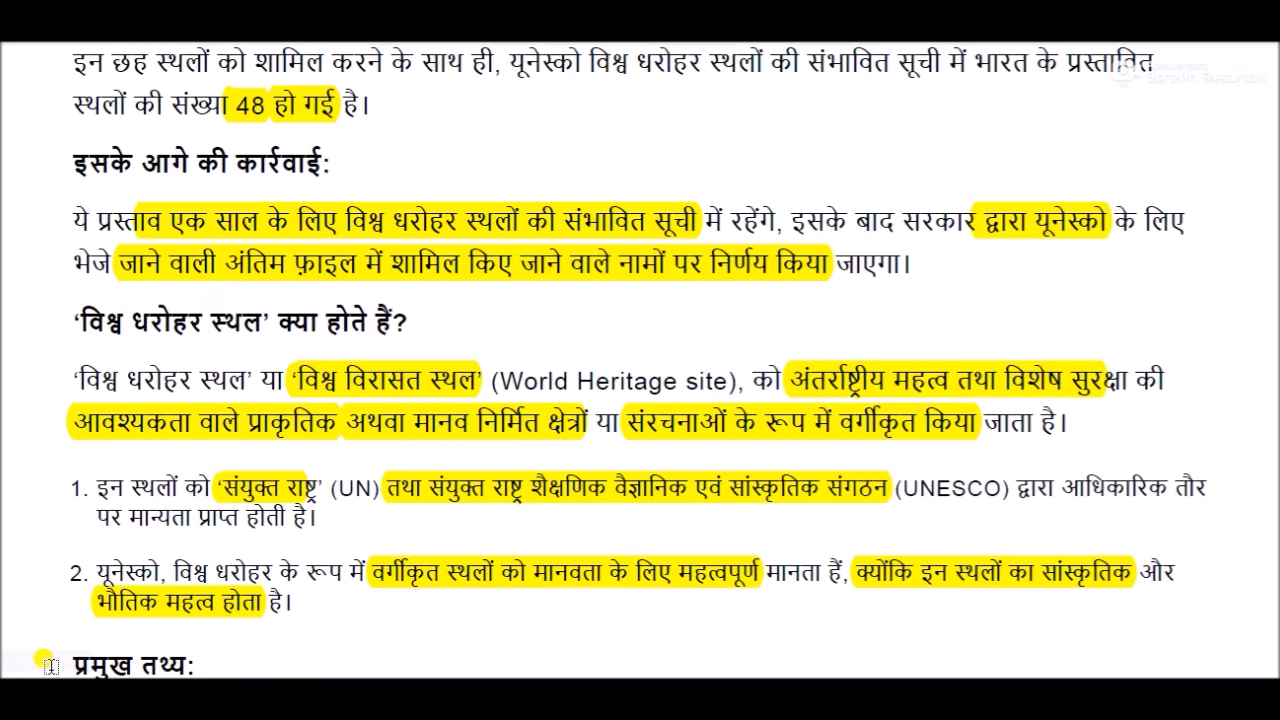 इन छह स्थलों को शामिल करने के साथ ही, यूनेस्को विश्व धरोहर स्थलों की संभावित सूची में भारत के प्रस्तावित
स्थलों की संख्या 48 हो गई है।
इसके आगे की कार्रवाई:
ये प्रस्ताव एक साल के लिए विश्व धरोहर स्थलों की संभावित सूची में रहेंगे, इसके बाद सरकार द्वारा यूनेस्को के लिए
भेजे जाने वाली अंतिम फ़ाइल में शामिल किए जाने वाले नामों पर निर्णय किया जाएगा।
‘विश्व धरोहर स्थल’ क्या होते हैं?
‘विश्व धरोहर स्थल’ या ‘विश्व विरासत स्थल’ (World Heritage site), को अंतर्राष्ट्रीय महत्व तथा विशेष सुरक्षा की
आवश्यकता वाले प्राकृतिक अथवा मानव निर्मित क्षेत्रों या संरचनाओं के रूप में वर्गीकृत किया जाता है।
1. इन स्थलों को ‘संयुक्त राष्ट्र’ (UN) तथा संयुक्त राष्ट्र शैक्षणिक वैज्ञानिक एवं सांस्कृतिक संगठन (UNESCO) द्वारा आधिकारिक तौर
पर मान्यता प्राप्त होती है।
2. यूनेस्को, विश्व धरोहर के रूप में वर्गीकृत स्थलों को मानवता के लिए महत्वपूर्ण मानता हैं, क्योंकि इन स्थलों का सांस्कृतिक और
भौतिक महत्व होता है।
प्रमुख तथ्य: